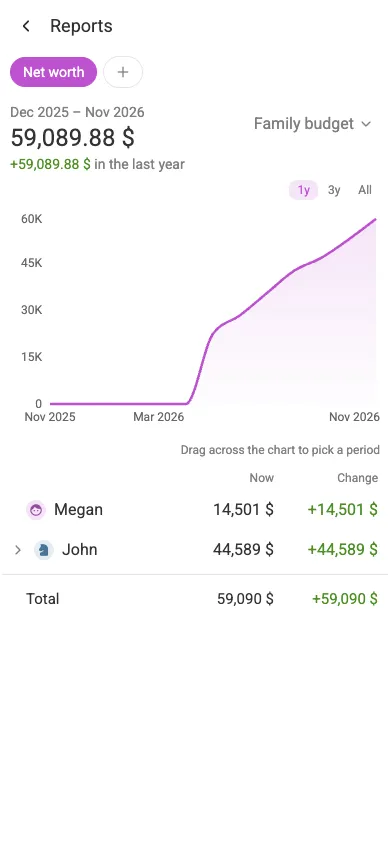 Reports
Net worth
+
Dec 2025 – Nov 2026
59,089.88 $
Family budget
+59,089.88 $ in the last year
1y 3y All
60K
45K
30K
15K
0
Nov 2025 Mar 2026 Nov 2026
Drag across the chart to pick a period
Now Change
Megan 14,501 $ +14,501 $
John 44,589 $ +44,589 $
Total 59,090 $ +59,090 $